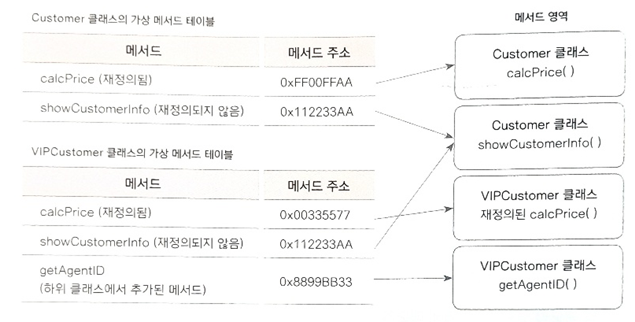 Customer 클래스의 가상 메서드 테이블
메서드 메서드 주소
calcPrice (재정의됨) 0xFF00FFAA
showCustomerInfo (재정의되지 않음) 0x112233AA
VIPCustomer 클래스의 가상 메서드 테이블
메서드 메서드 주소
calcPrice (재정의됨) 0x00335577
showCustomerInfo (재정의되지 않음) 0x112233AA
getAgentID
(하위 클래스에서 추가된 메서드) 0x8899BB33
메서드 영역
Customer 클래스
calcPrice( )
Customer 클래스
showCustomerInfo( )
VIPCustomer 클래스
재정의된 calcPrice( )
VIPCustomer 클래스
getAgentID( )